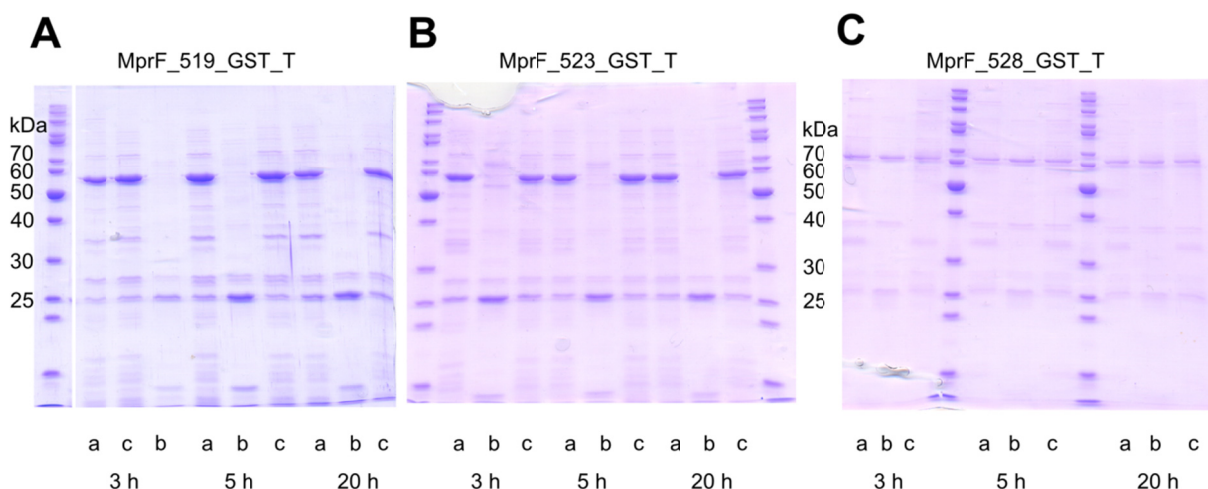 A
MprF_519_GST_T
kDa
70
60
50
40
30
25
a c b a b c a b c
3 h 5 h 20 h
B
MprF_523_GST_T
a b c a b c a b c
3 h 5 h 20 h
C
MprF_528_GST_T
kDa
70
60
50
40
30
25
a b c a b c a b c
3 h 5 h 20 h